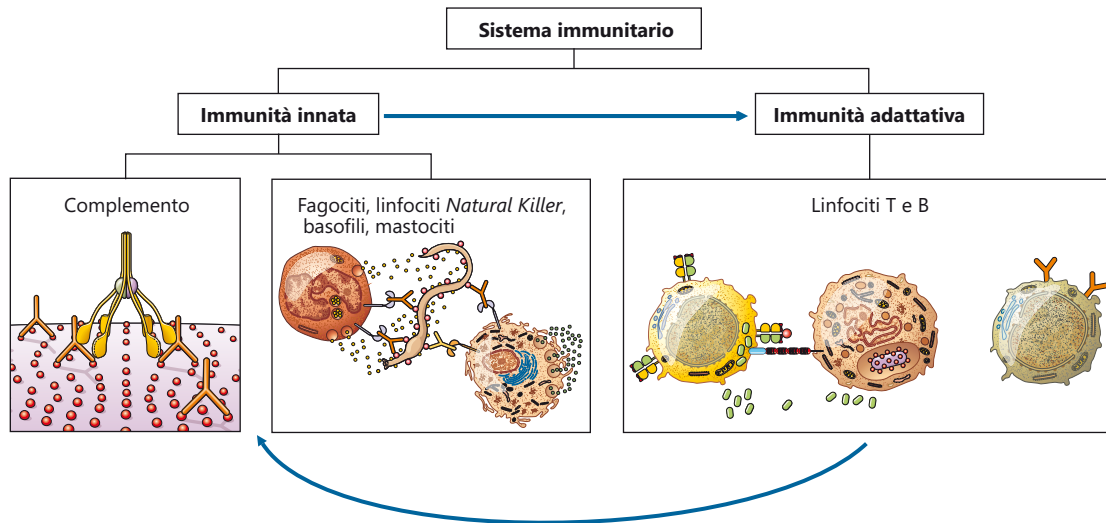 Sistema immunitario
Immunità innata
Immunità adattativa
Complemento
Fagociti, linfociti Natural Killer,
basofili, mastociti
Linfociti T e B